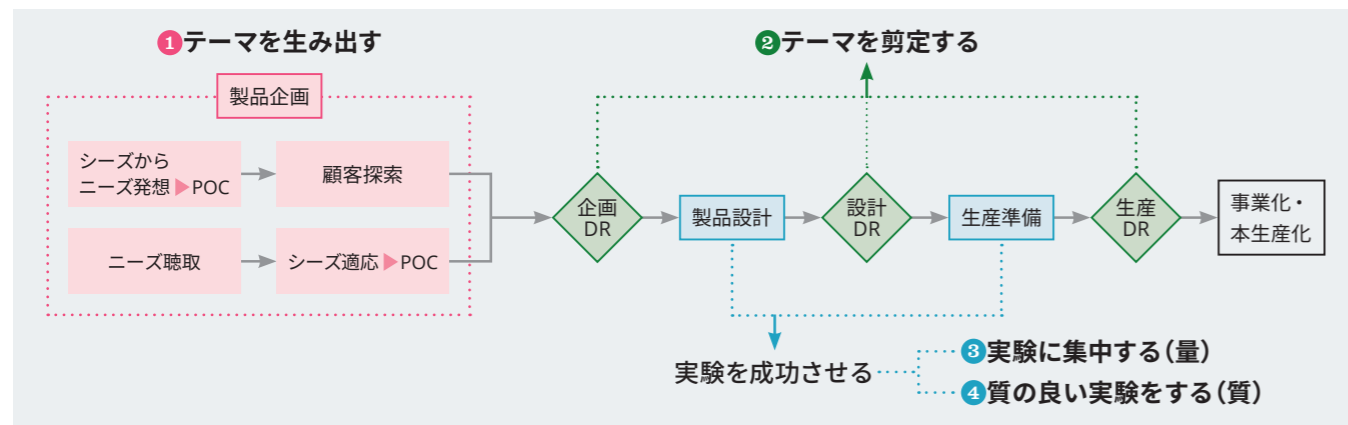 ❶テーマを生み出す
❷テーマを剪定する
製品企画
シーズから
ニーズ発想▶POC
顧客探索
ニーズ聴取
シーズ適応▶POC
企画
DR
製品設計
設計
DR
生産準備
生産
DR
事業化・
本生産化
実験を成功させる
❸実験に集中する(量)
❹質の良い実験をする(質)